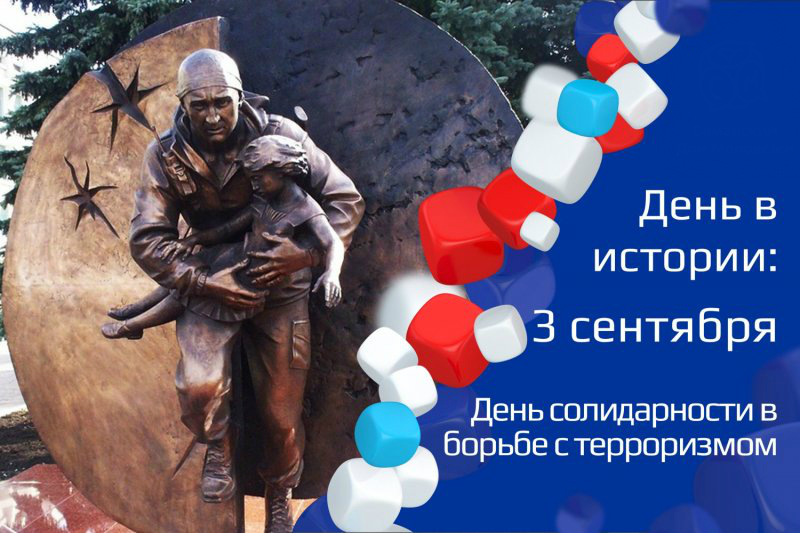 День в
истории:
3 сентября
День солидарности в
борьбе с терроризмом